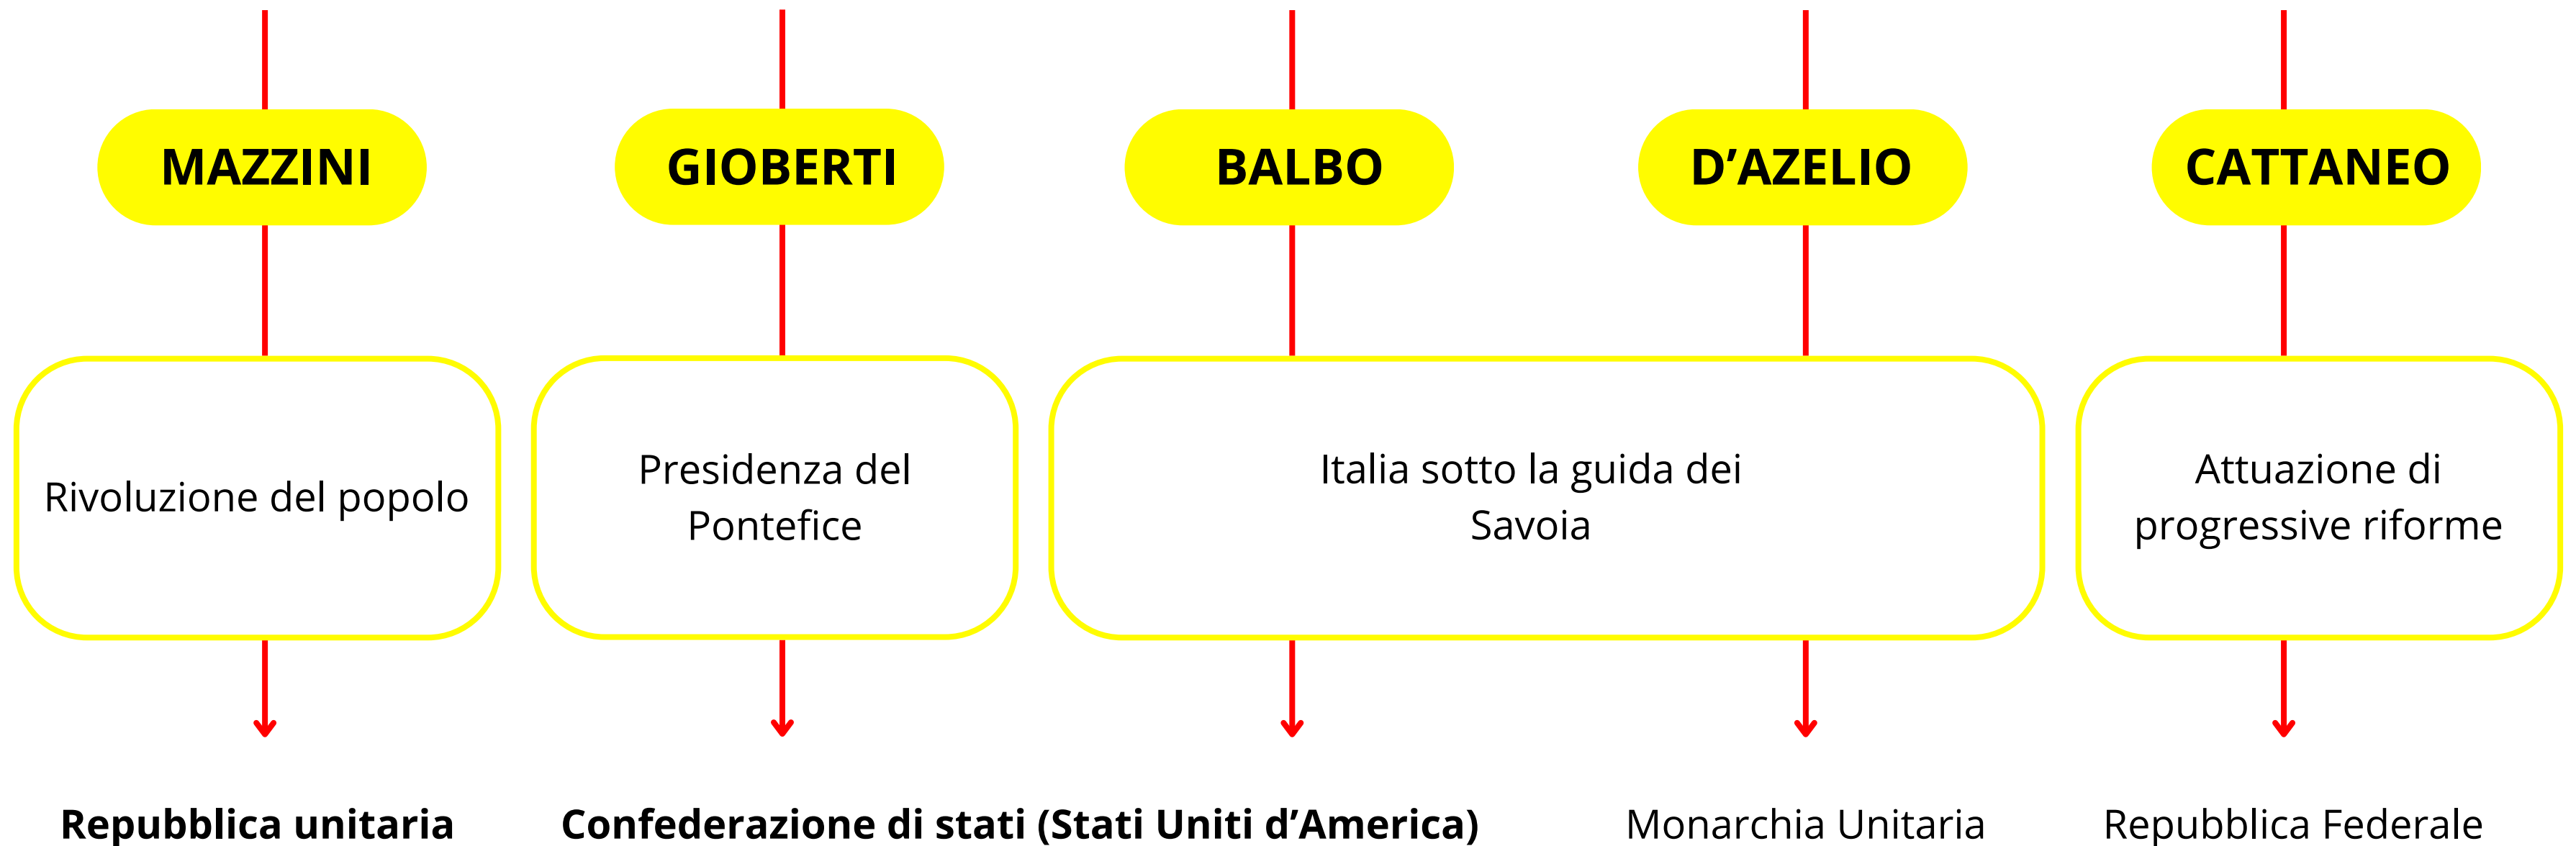 MAZZINI
GIOBERTI
BALBO
D’AZELIO
CATTANEO
Rivoluzione del popolo
Presidenza del
Pontefice
Italia sotto la guida dei
Savoia
Attuazione di
progressive riforme
Repubblica unitaria
Confederazione di stati (Stati Uniti d’America)
Monarchia Unitaria
Repubblica Federale